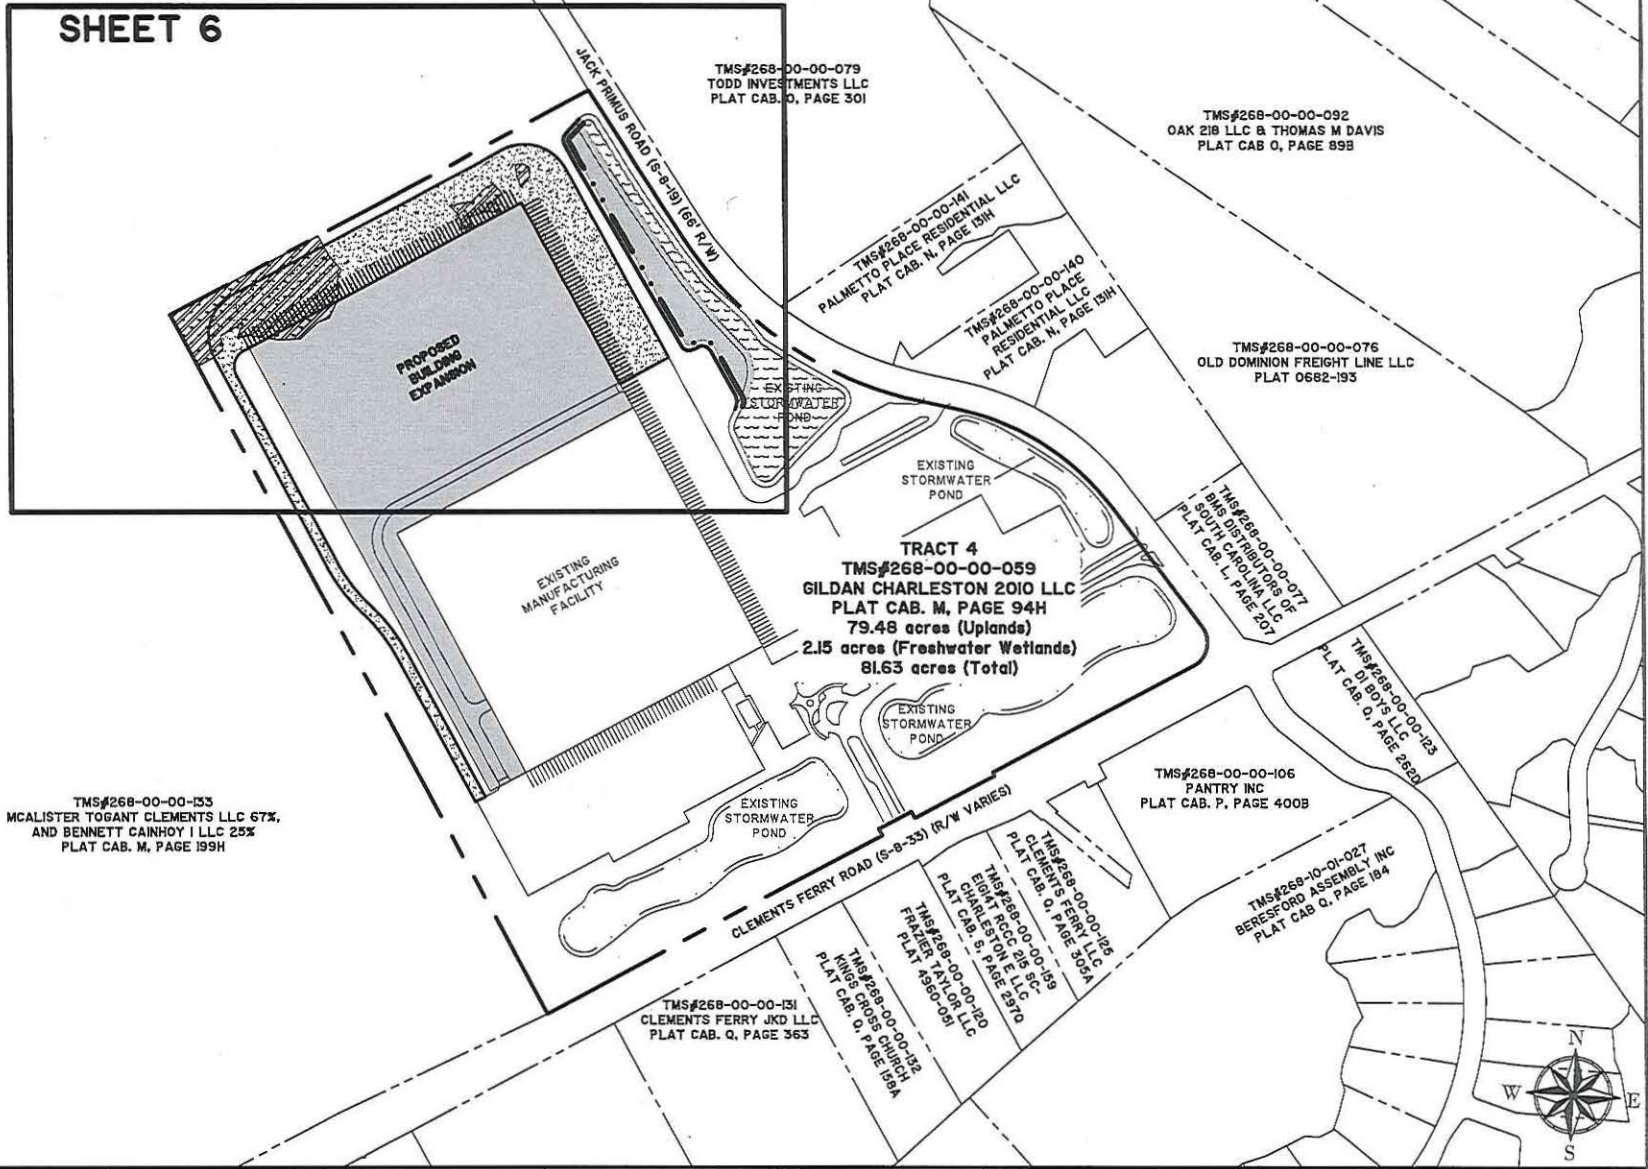 SHEET 6
JACK PRIMUS ROAD (S-8-19) (66' R/W)
TMS#268-00-00-079
TODD INVESTMENTS LLC
PLAT CAB. O, PAGE 301
TMS#268-00-00-092
OAK 218 LLC & THOMAS M DAVIS
PLAT CAB O, PAGE 89B
TMS#268-00-00-141
PALMETTO PLACE RESIDENTIAL LLC
PLAT CAB. N, PAGE 131H
TMS#268-00-00-140
PALMETTO PLACE
RESIDENTIAL LLC
PLAT CAB. N, PAGE 131H
TMS#268-00-00-076
OLD DOMINION FREIGHT LINE LLC
PLAT 0682-193
PROPOSED
BUILDING
EXPANSION
EXISTING
STORMWATER
POND
EXISTING
STORMWATER
POND
TMS#268-00-00-077
BMS DISTRIBUTORS OF
SOUTH CAROLINA LLC
PLAT CAB. L, PAGE 207
EXISTING
MANUFACTURING
FACILITY
TRACT 4
TMS#268-00-00-059
GILDAN CHARLESTON 2010 LLC
PLAT CAB. M, PAGE 94H
79.48 acres (Uplands)
2.15 acres (Freshwater Wetlands)
81.63 acres (Total)
TMS#268-00-00-123
DI BOYS LLC
PLAT CAB. Q, PAGE 262D
EXISTING
STORMWATER
POND
TMS#268-00-00-106
PANTRY INC
PLAT CAB. P, PAGE 400B
TMS#268-00-00-133
MCALISTER TOGANT CLEMENTS LLC 67%,
AND BENNETT CAINHOY I LLC 25%
PLAT CAB. M, PAGE 199H
EXISTING
STORMWATER
POND
CLEMENTS FERRY ROAD (S-8-33) (R/W VARIES)
TMS#268-00-00-125
CLEMENTS FERRY LLC
PLAT CAB. Q, PAGE 305A
TMS#268-00-00-159
EIGHT RCCC 215 SC-
CHARLESTON E LLC
PLAT CAB. S, PAGE 297Q
TMS#268-00-00-120
FRAZIER TAYLOR LLC
PLAT 4960-051
TMS#268-00-00-132
KINGS CROSS CHURCH
PLAT CAB. Q, PAGE 158A
TMS#268-10-01-027
BERESFORD ASSEMBLY INC
PLAT CAB Q, PAGE 184
TMS#268-00-00-131
CLEMENTS FERRY JKD LLC
PLAT CAB. Q, PAGE 363
N
W
E
S